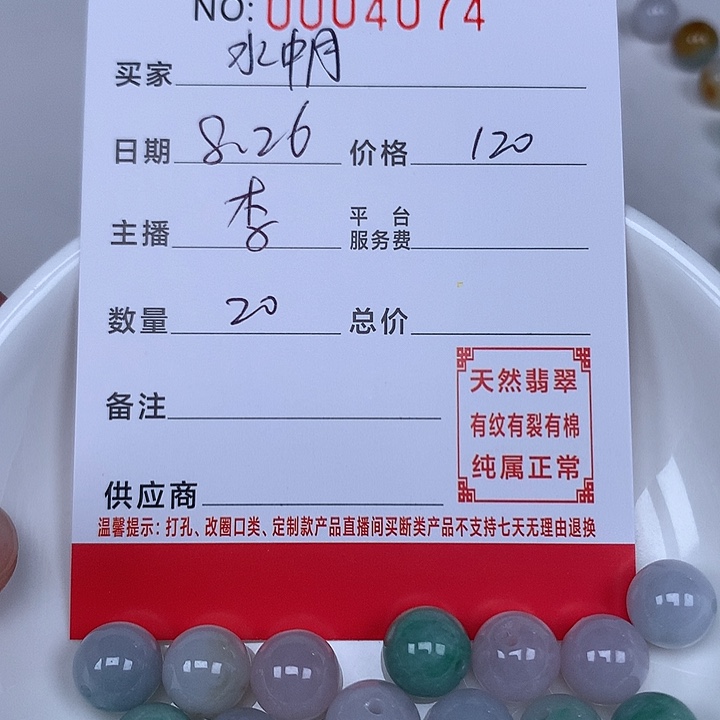 NO: 0004074
买家 水中月
日期 8.26 价格 120
主播 李 平台服务费
数量 20 总价
备注
天然翡翠
有纹有裂有棉
纯属正常
供应商
温馨提示：打孔、改圈口类、定制款产品直播间买断类产品不支持七天无理由退换